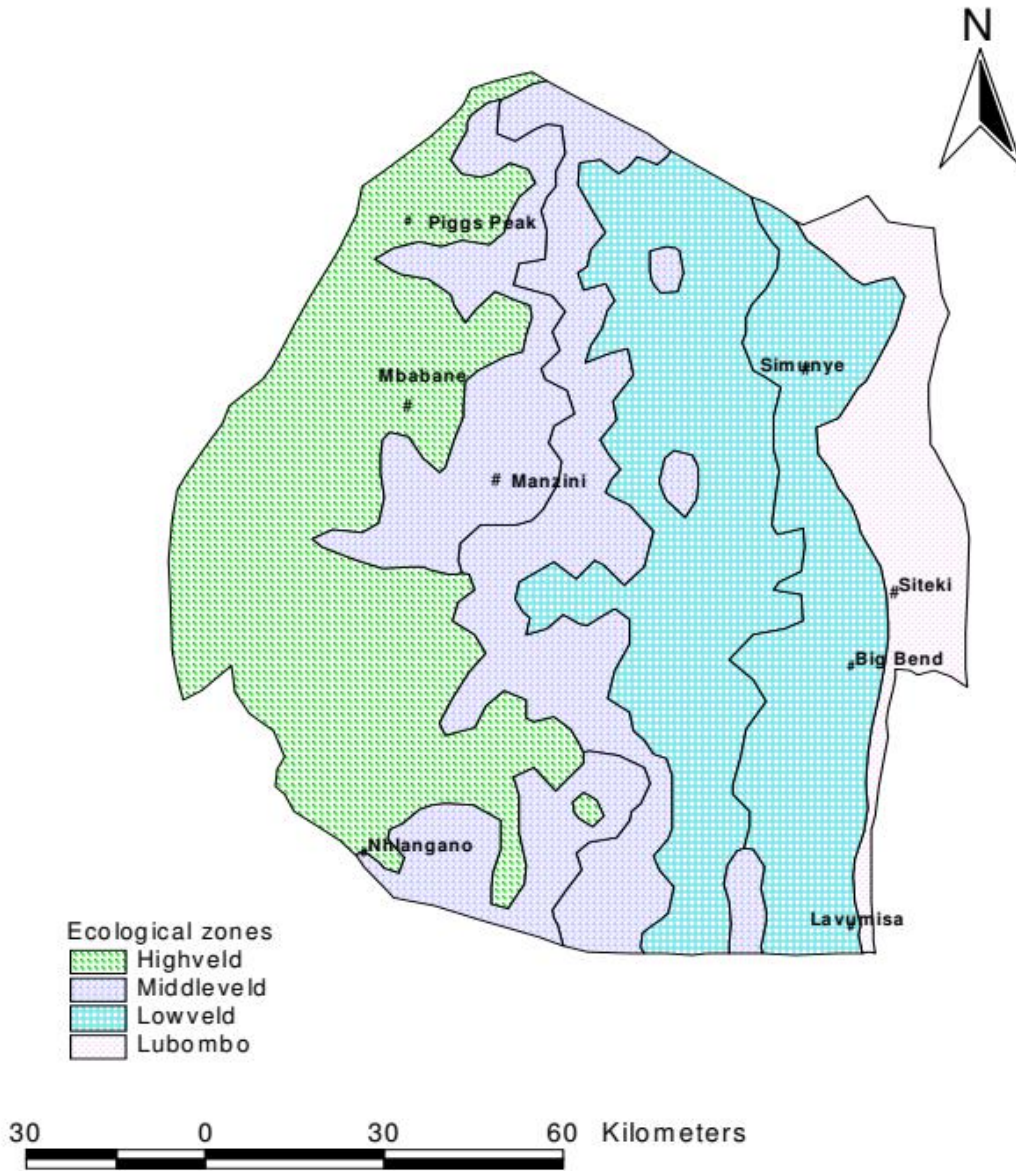 N
# Piggs Peak
Simunye
#
Mbabane
#
# Manzini
Siteki
#
Big Bend
#
Nhlangano
#
Lavumisa
#
Ecological zones
Highveld
Middleveld
Lowveld
Lubombo
30 0 30 60 Kilometers